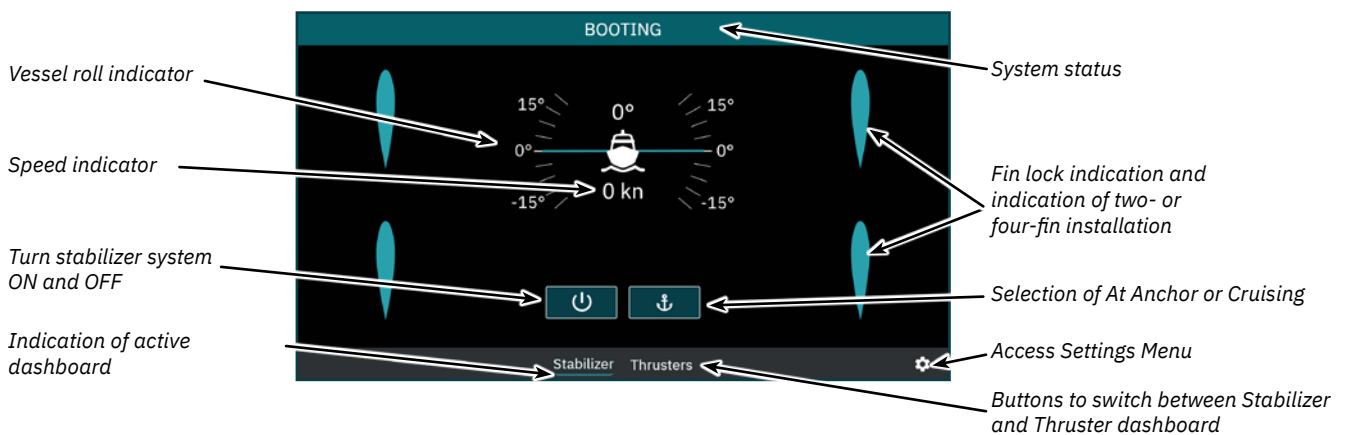 BOOTING
Vessel roll indicator
System status
15°
0°
15°
0°
0°
Speed indicator
0 kn
-15°
-15°
Fin lock indication and
indication of two- or
four-fin installation
Turn stabilizer system
ON and OFF
Selection of At Anchor or Cruising
Indication of active
dashboard
Stabilizer Thrusters
Access Settings Menu
Buttons to switch between Stabilizer
and Thruster dashboard